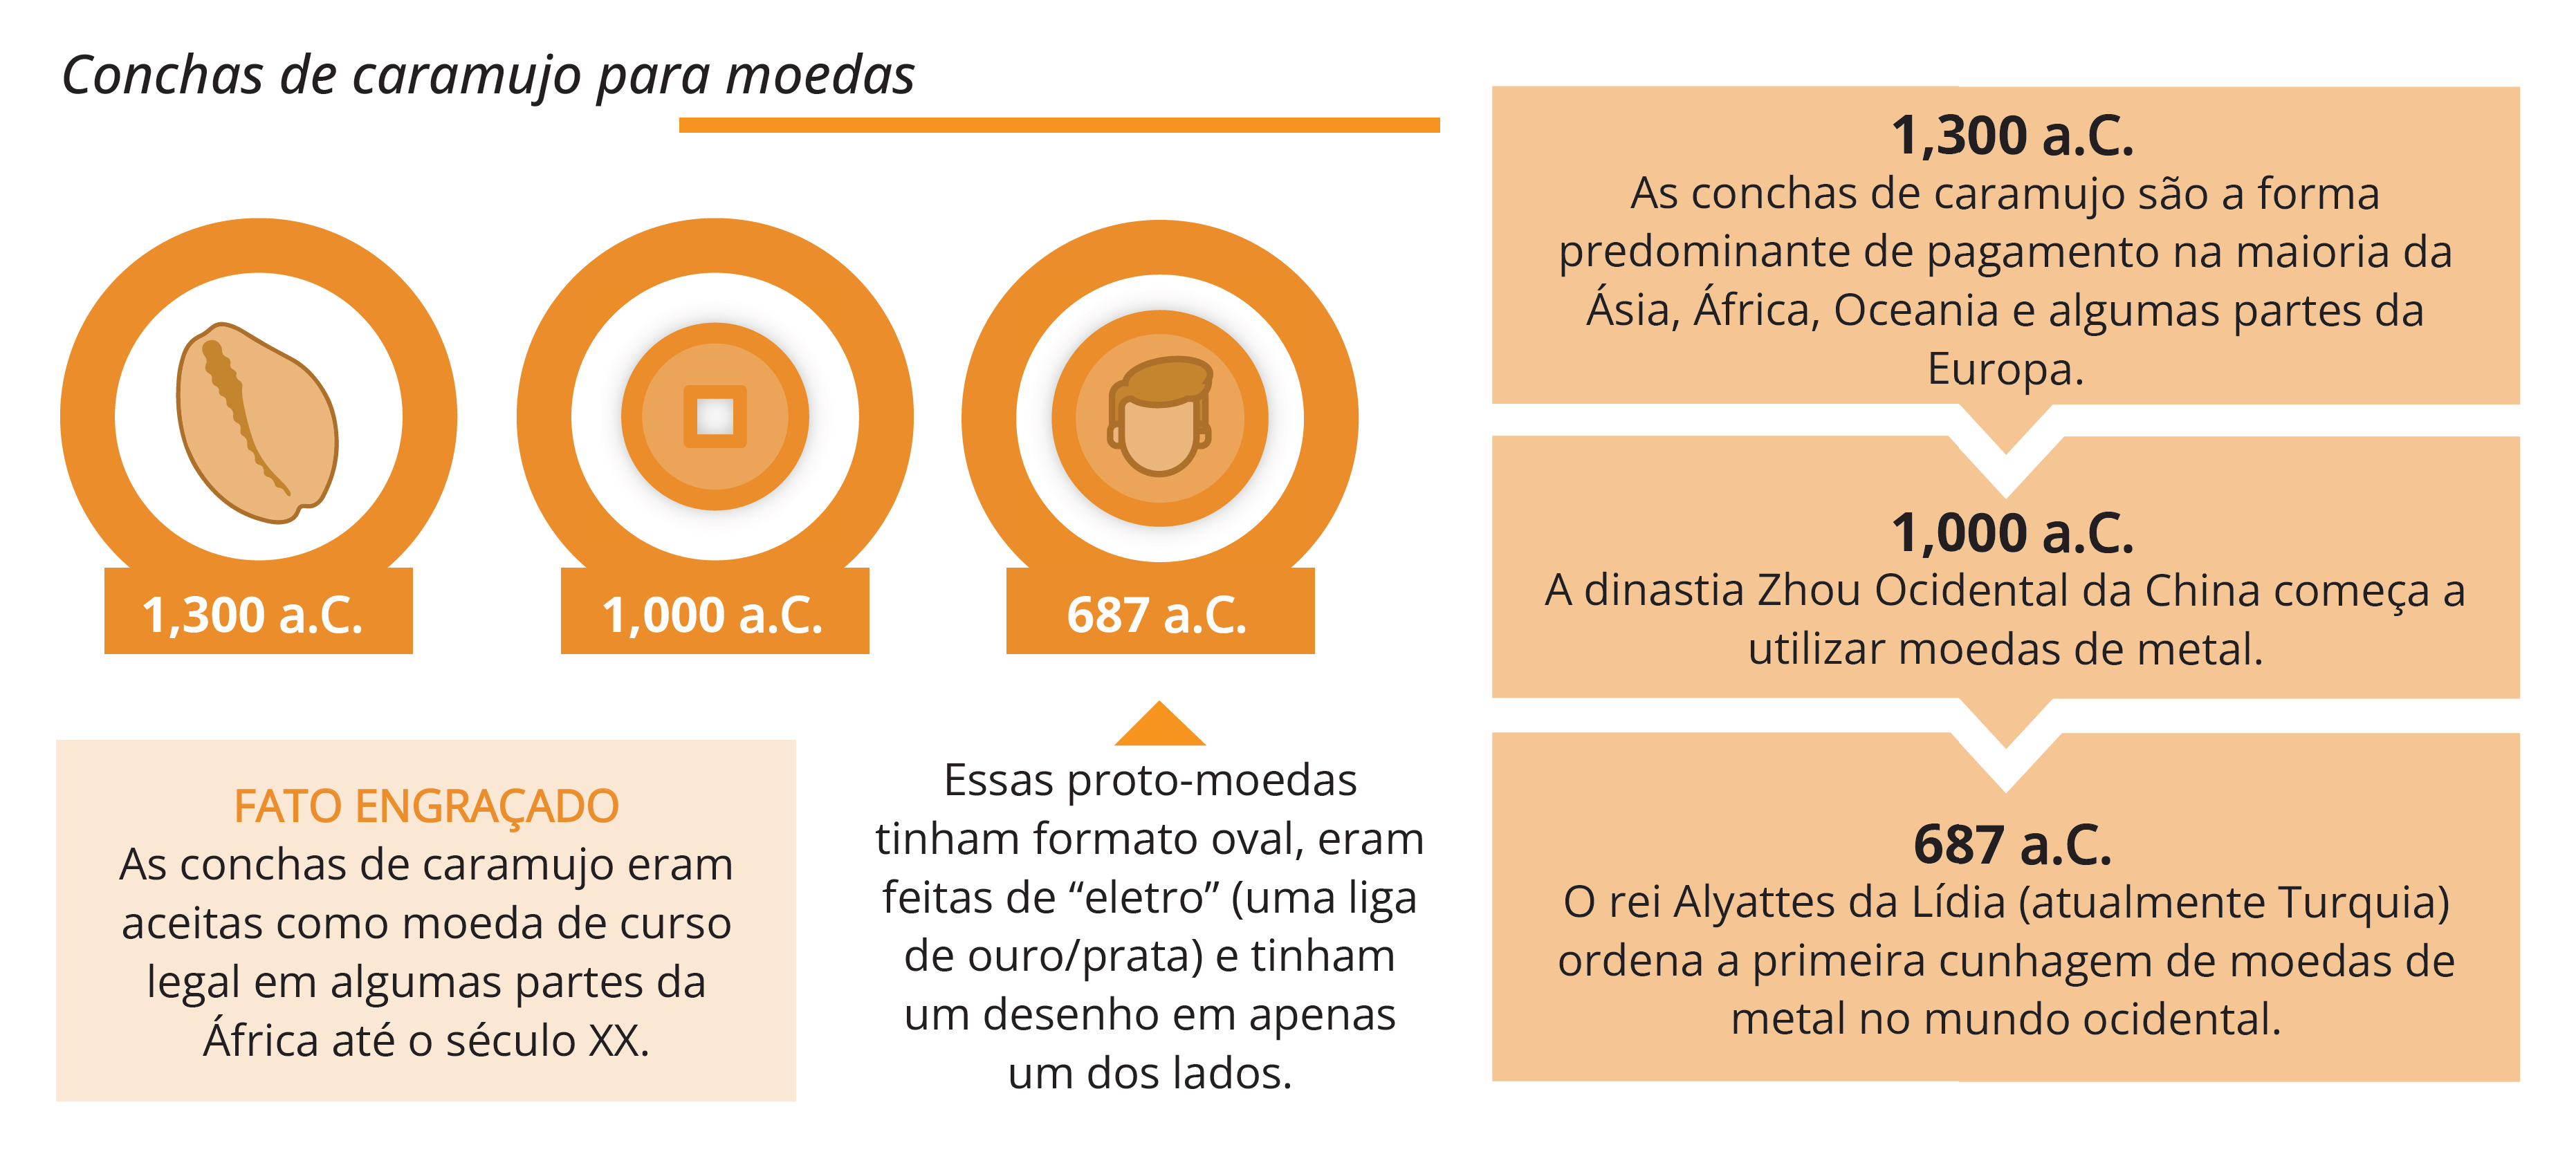 Conchas de caramujo para moedas
1,300 a.C.
1,000 a.C.
687 a.C.
FATO ENGRAÇADO
As conchas de caramujo eram
aceitas como moeda de curso
legal em algumas partes da
África até o século XX.
Essas proto-moedas
tinham formato oval, eram
feitas de “eletro” (uma liga
de ouro/prata) e tinham
um desenho em apenas
um dos lados.
1,300 a.C.
As conchas de caramujo são a forma
predominante de pagamento na maioria da
Ásia, África, Oceania e algumas partes da
Europa.
1,000 a.C.
A dinastia Zhou Ocidental da China começa a
utilizar moedas de metal.
687 a.C.
O rei Alyattes da Lídia (atualmente Turquia)
ordena a primeira cunhagem de moedas de
metal no mundo ocidental.